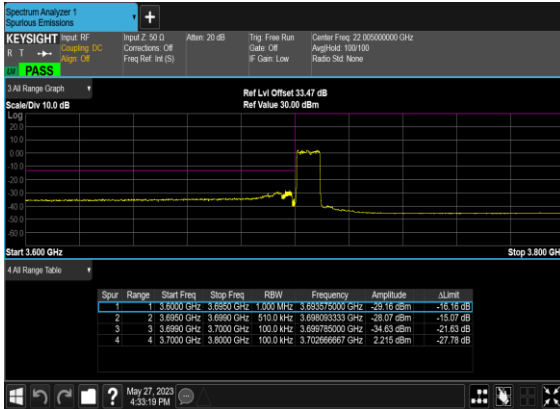 Spectrum Analyzer 1
Spurious Emissions
+
KEYSIGHT
R T
LXI
PASS
Input: RF
Coupling: DC
Align: Off
Input Z: 50 Ω
Corrections: Off
Freq Ref: Int (S)
Atten: 20 dB
Trig: Free Run
Gate: Off
IF Gain: Low
Center Freq: 22.005000000 GHz
Avg|Hold: 100/100
Radio Std: None
3 All Range Graph
Scale/Div 10.0 dB
Ref Lvl Offset 33.47 dB
Ref Value 30.00 dBm
Log
20.0
10.0
0.00
-10.0
-20.0
-30.0
-40.0
-50.0
-60.0
Start 3.600 GHz
Stop 3.800 GH
4 All Range Table
Spur Range Start Freq Stop Freq RBW Frequency Amplitude ΔLimit
1 1 3.6000 GHz 3.6950 GHz 1.000 MHz 3.693575000 GHz -29.16 dBm -16.16 dB
2 2 3.6950 GHz 3.6990 GHz 510.0 kHz 3.698093333 GHz -28.07 dBm -15.07 dB
3 3 3.6990 GHz 3.7000 GHz 100.0 kHz 3.699785000 GHz -34.63 dBm -21.63 dB
4 4 3.7000 GHz 3.8000 GHz 100.0 kHz 3.702666667 GHz 2.215 dBm -27.78 dB
?
May 27, 2023
4:33:19 PM